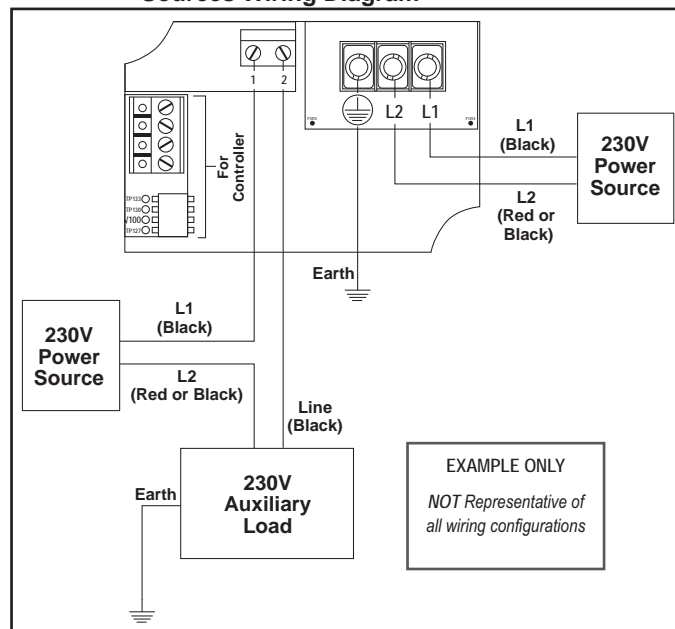 Sources Wiring Diagram
1 2
L2 L1
For
Controller
TP133
TP130
V100
TP127
L1
(Black)
230V
Power
Source
L2
(Red or
Black)
Earth
230V
Power
Source
L1
(Black)
L2
(Red or Black)
Line
(Black)
Earth
230V
Auxiliary
Load
EXAMPLE ONLY
NOT Representative of
all wiring configurations